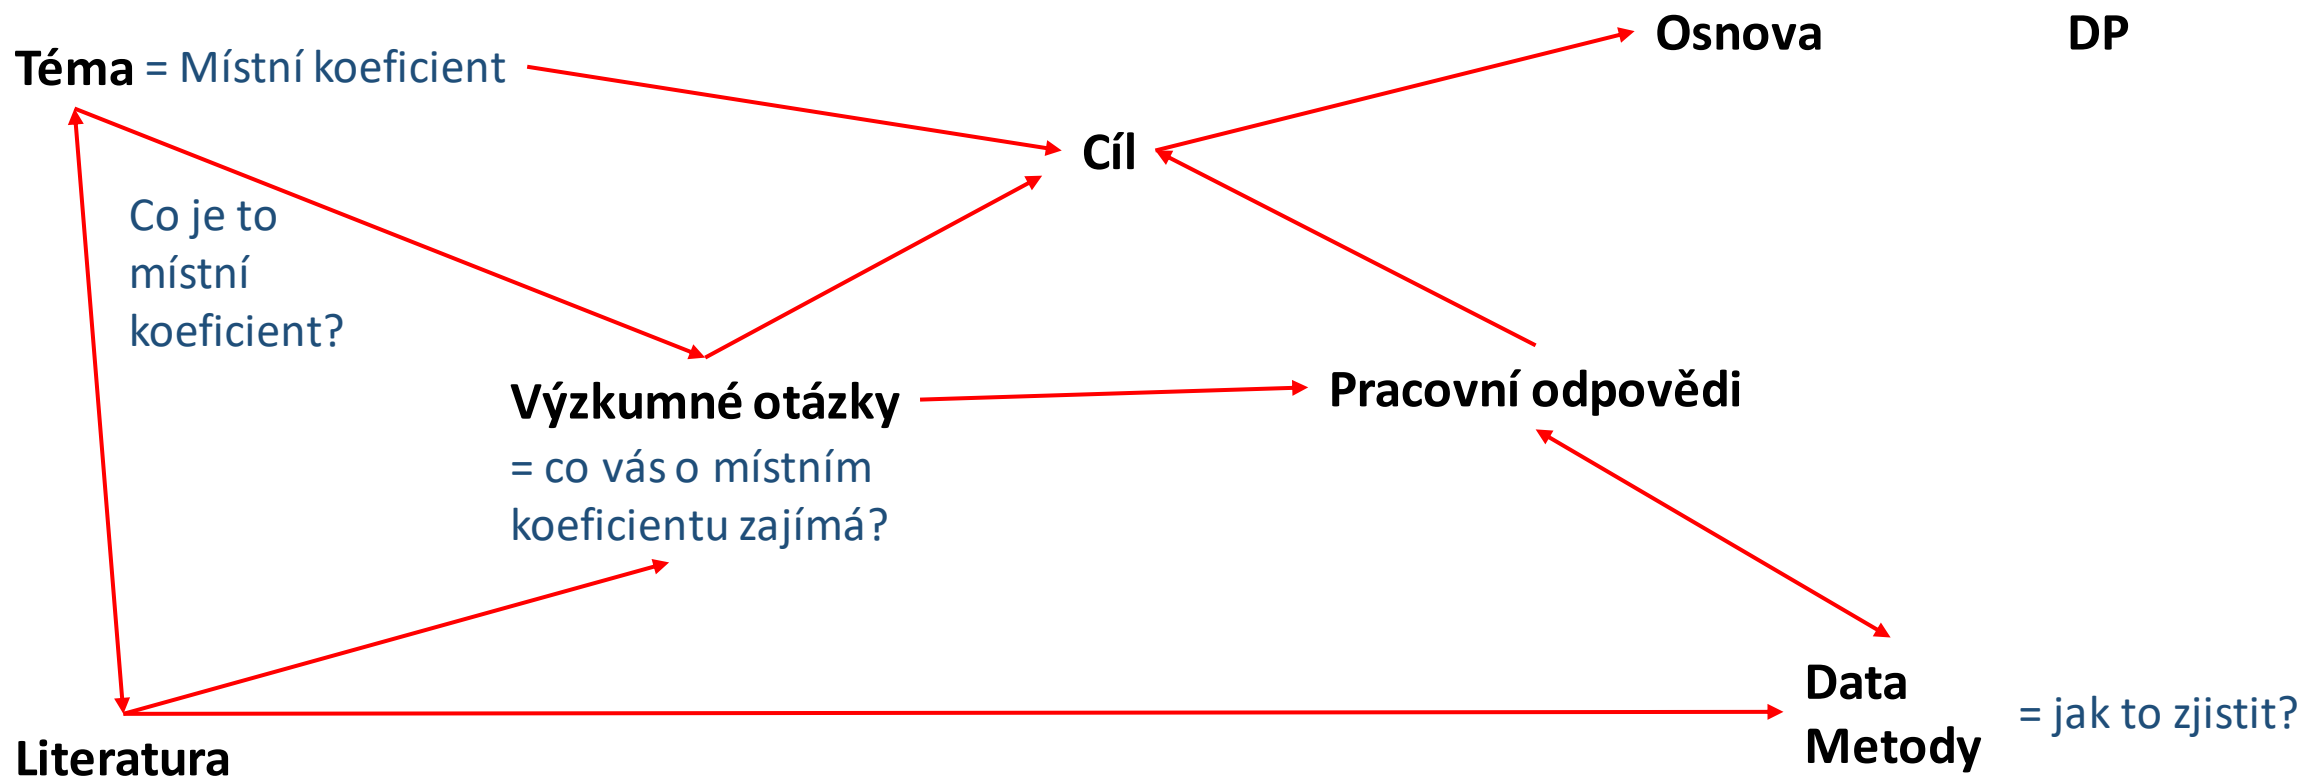 Osnova DP
Téma = Místní koeficient
Cíl
Co je to
místní
koeficient?
Výzkumné otázky
= co vás o místním
koeficientu zajímá?
Pracovní odpovědi
Data
Metody
= jak to zjistit?
Literatura